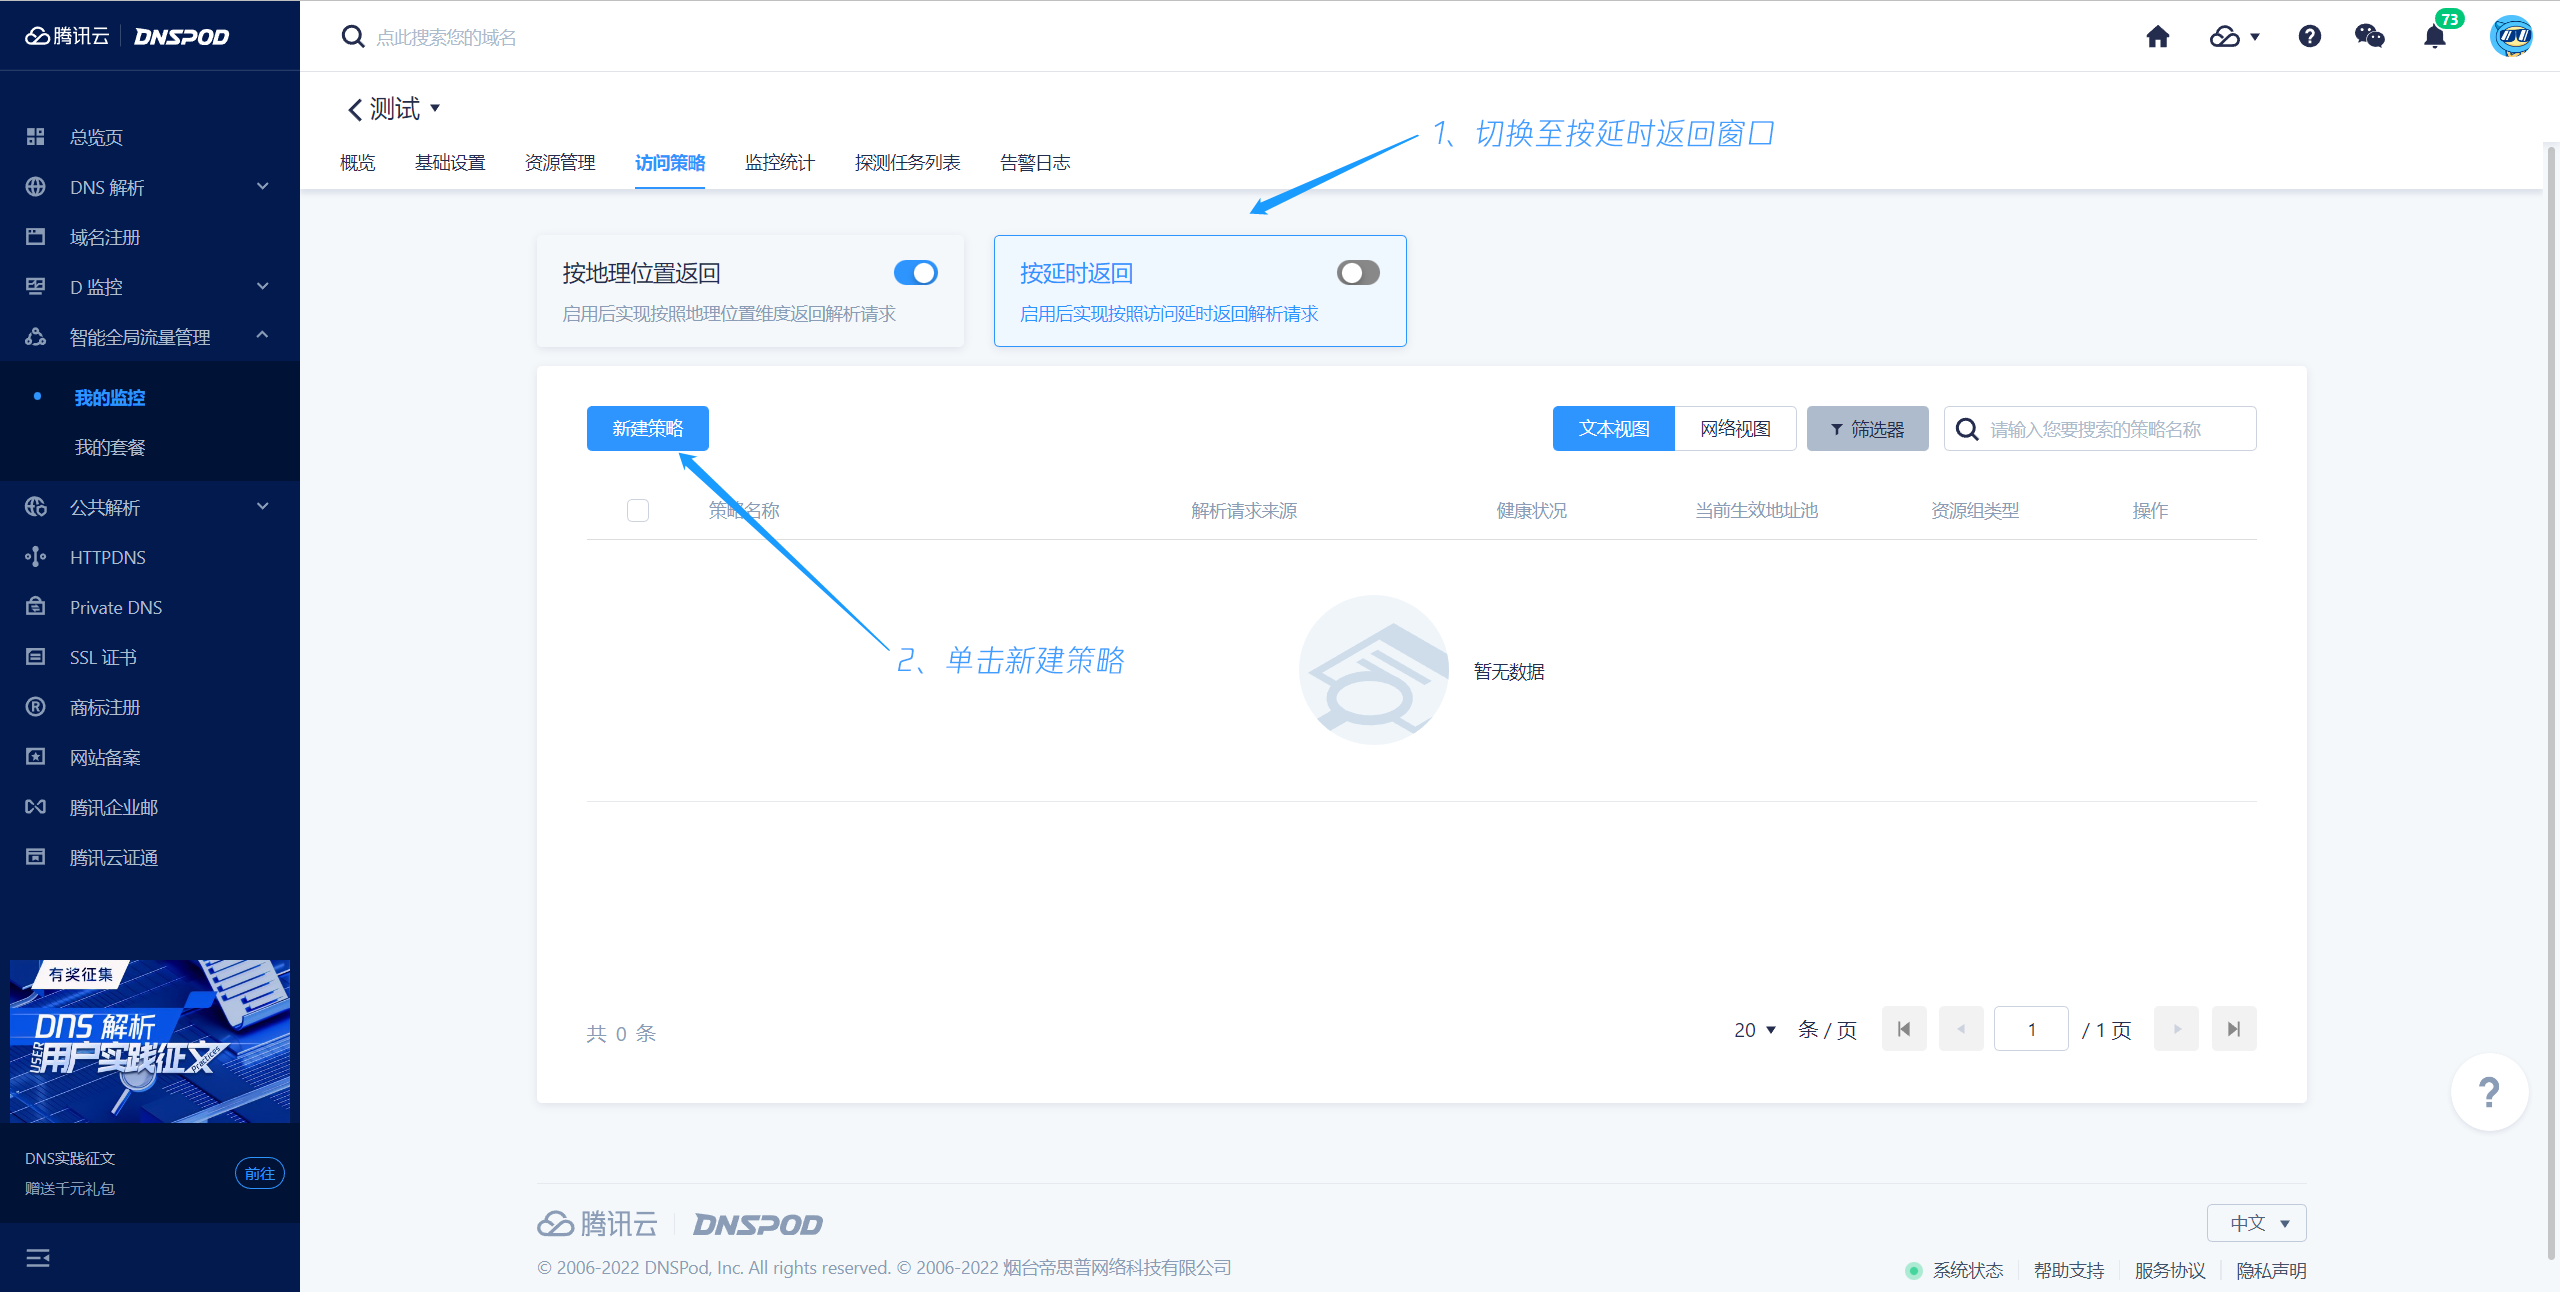 腾讯云 DNSPOD
点此搜索您的域名
73
测试
概览 基础设置 资源管理 访问策略 监控统计 探测任务列表 告警日志
1、切换至按延时返回窗口
总览页
DNS 解析
域名注册
D 监控
智能全局流量管理
我的监控
我的套餐
公共解析
HTTPDNS
Private DNS
SSL 证书
商标注册
网站备案
腾讯企业邮
腾讯云证通
有奖征集
DNS 解析
用户实践征文
USER
Practices
DNS实践征文
赠送千元礼包
前往
按地理位置返回
启用后实现按照地理位置维度返回解析请求
按延时返回
启用后实现按照访问延时返回解析请求
新建策略
文本视图 网络视图 筛选器 请输入您要搜索的策略名称
策略名称 解析请求来源 健康状况 当前生效地址池 资源组类型 操作
2、单击新建策略
暂无数据
共 0 条
20 条 / 页 1 / 1 页
?
腾讯云 DNSPOD
中文
© 2006-2022 DNSPod, Inc. All rights reserved. © 2006-2022 烟台帝思普网络科技有限公司
系统状态 帮助支持 服务协议 隐私声明